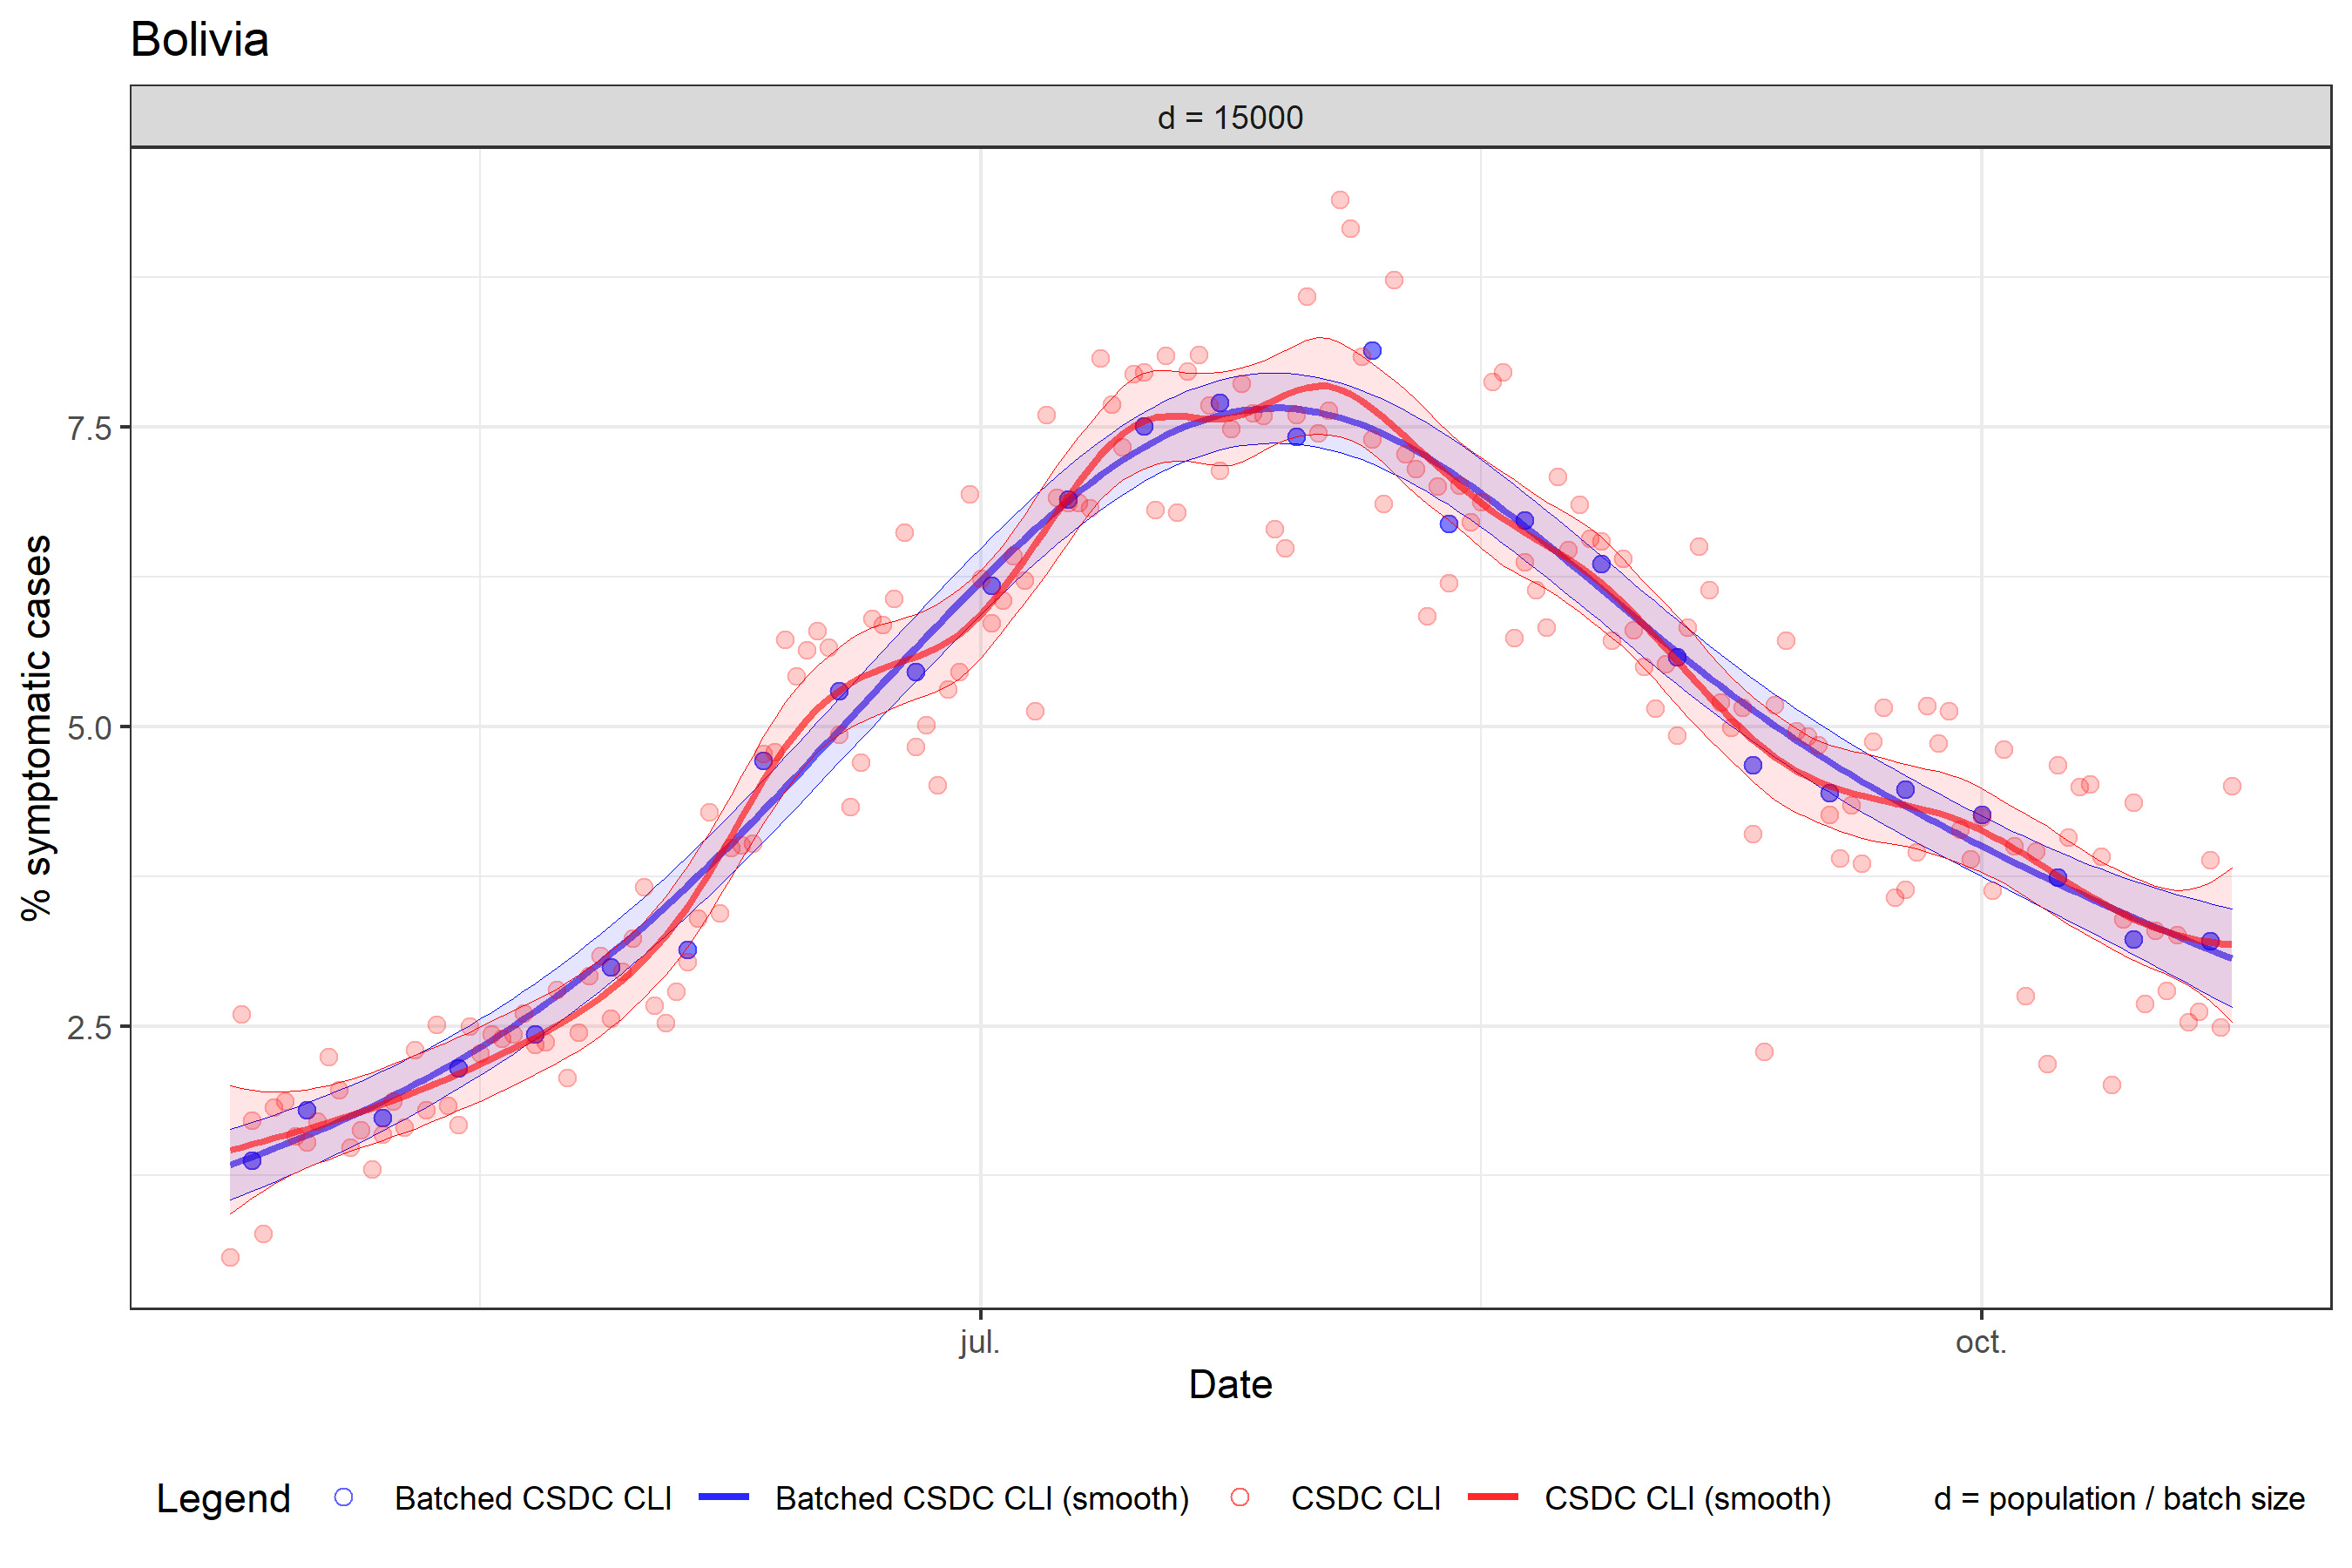 Bolivia
d = 15000
% symptomatic cases
7.5
5.0
2.5
jul.
oct.
Date
Legend Batched CSDC CLI Batched CSDC CLI (smooth) CSDC CLI CSDC CLI (smooth) d = population / batch size